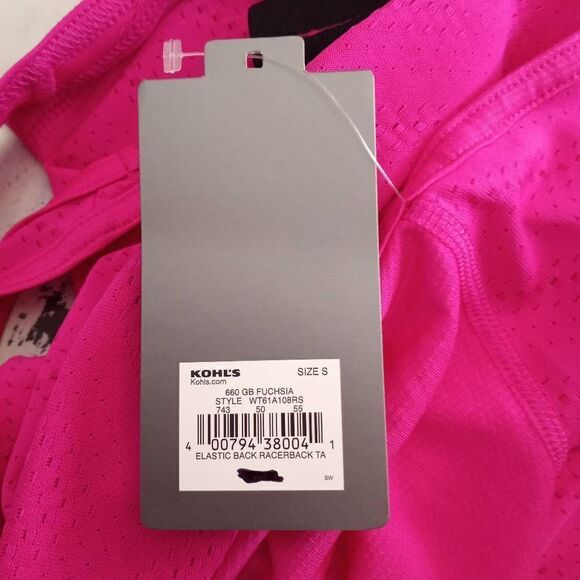 KOHL'S SIZE S
Kohls.com
660 GB FUCHSIA
STYLE WT61A108RS
743 50 55
4 00794 38004 1
ELASTIC BACK RACERBACK TA
SW